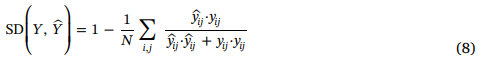 SD(Y, Ŷ) = 1 − 1/N ∑_{i,j} (ŷ_{ij}·y_{ij})/(ŷ_{ij}·ŷ_{ij} + y_{ij}·y_{ij}) (8)